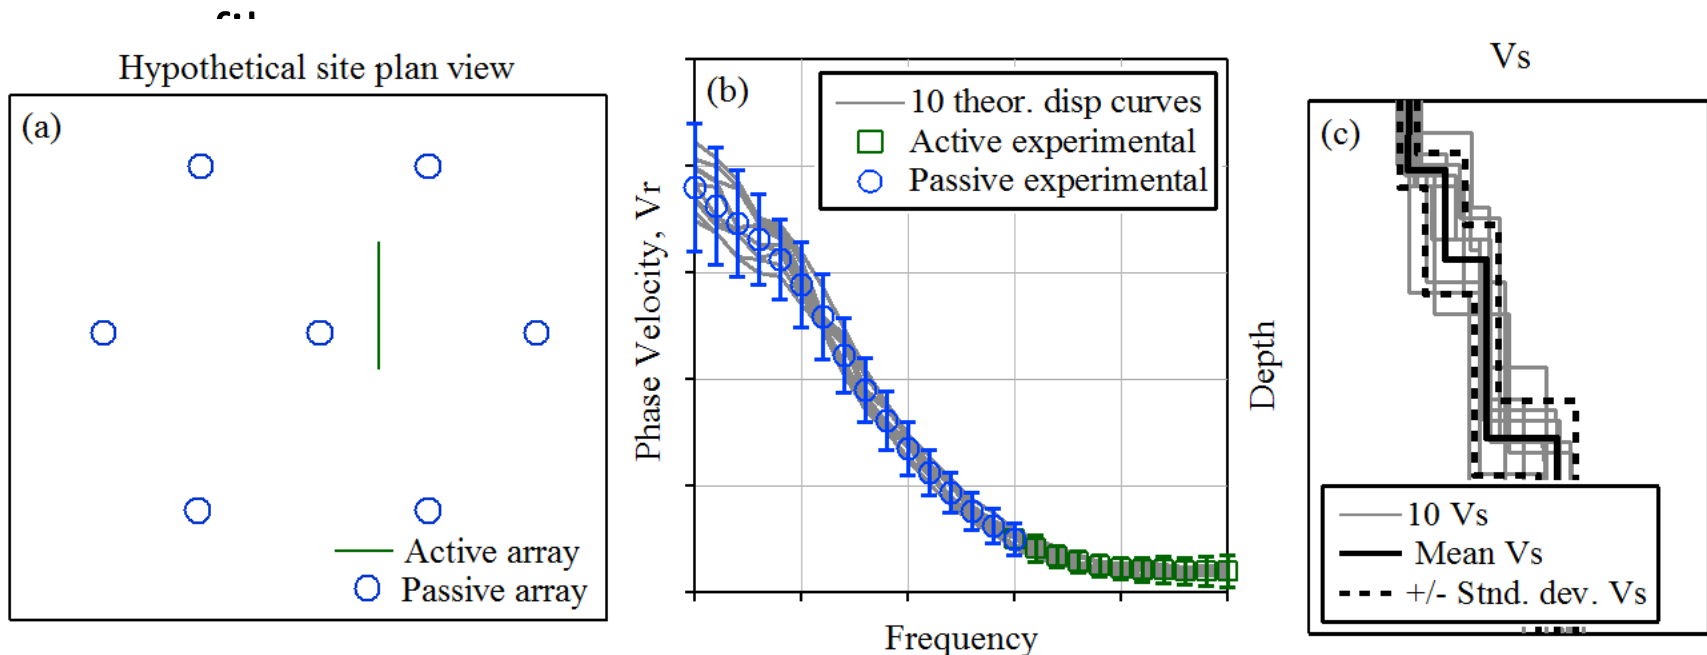 Hypothetical site plan view
(a)
Active array
Passive array
(b)
10 theor. disp curves
Active experimental
Passive experimental
Phase Velocity, Vr
Frequency
Vs
(c)
Depth
10 Vs
Mean Vs
+/- Stnd. dev. Vs